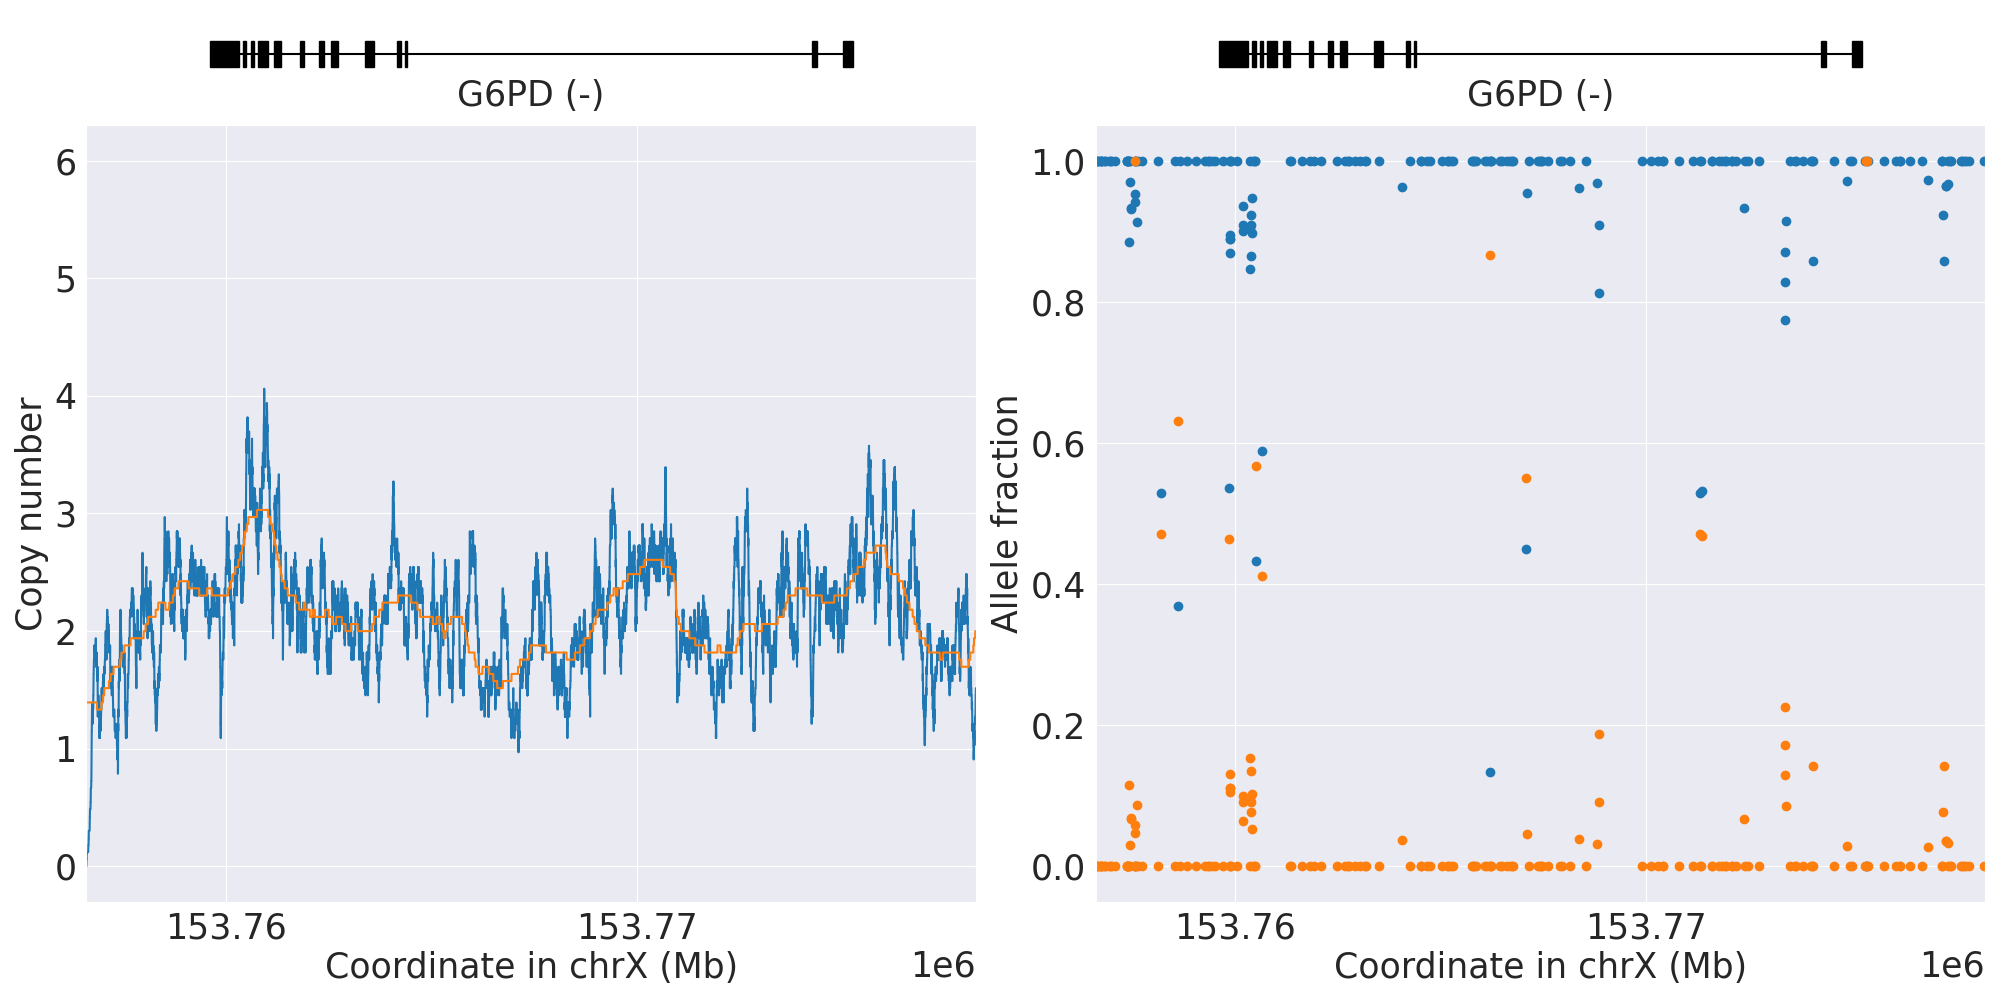 G6PD (-)
6
5
4
3
2
1
0
Copy number
153.76
153.77
Coordinate in chrX (Mb)
1e6
G6PD (-)
1.0
0.8
0.6
0.4
0.2
0.0
Allele fraction
153.76
153.77
Coordinate in chrX (Mb)
1e6